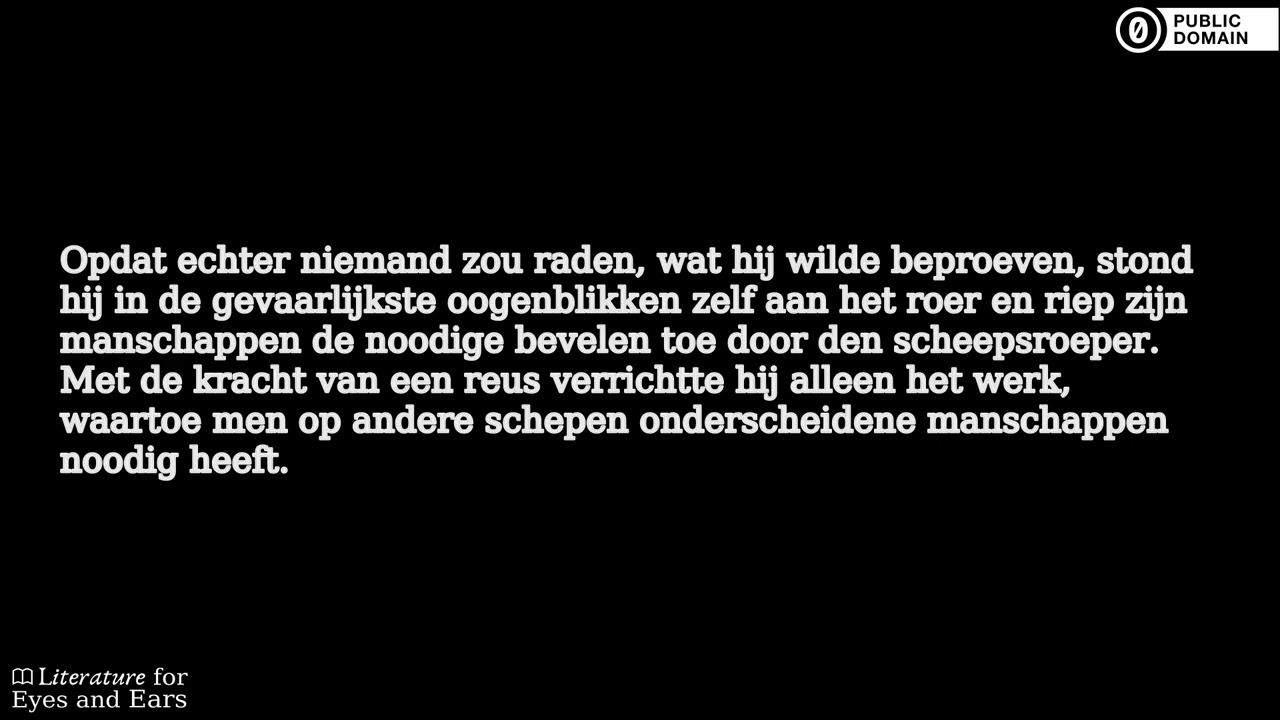 PUBLIC
DOMAIN
Opdat echter niemand zou raden, wat hij wilde beproeven, stond
hij in de gevaarlijkste oogenblikken zelf aan het roer en riep zijn
manschappen de noodige bevelen toe door den scheepsroeper.
Met de kracht van een reus verrichtte hij alleen het werk,
waartoe men op andere schepen onderscheidene manschappen
noodig heeft.
Literature for
Eyes and Ears